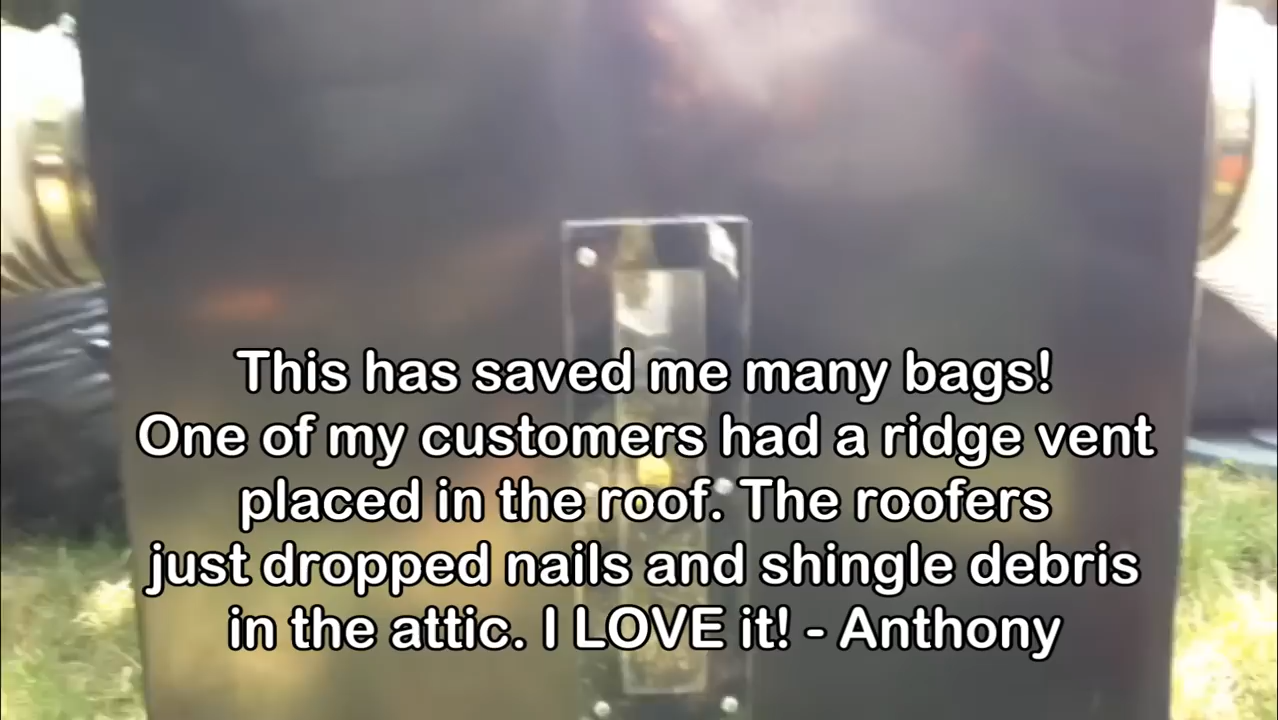 This has saved me many bags!
One of my customers had a ridge vent
placed in the roof. The roofers
just dropped nails and shingle debris
in the attic. I LOVE it! - Anthony